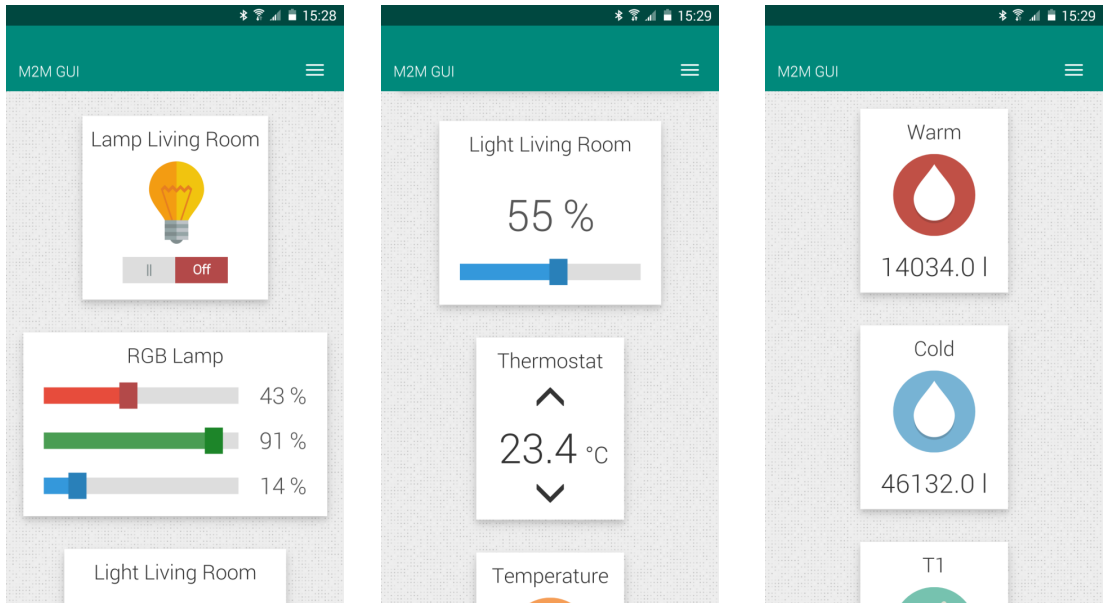 15:28
M2M GUI
Lamp Living Room
Off
RGB Lamp
43 %
91 %
14 %
Light Living Room
15:29
M2M GUI
Light Living Room
55 %
Thermostat
23.4 °C
Temperature
15:29
M2M GUI
Warm
14034.0 l
Cold
46132.0 l
T1